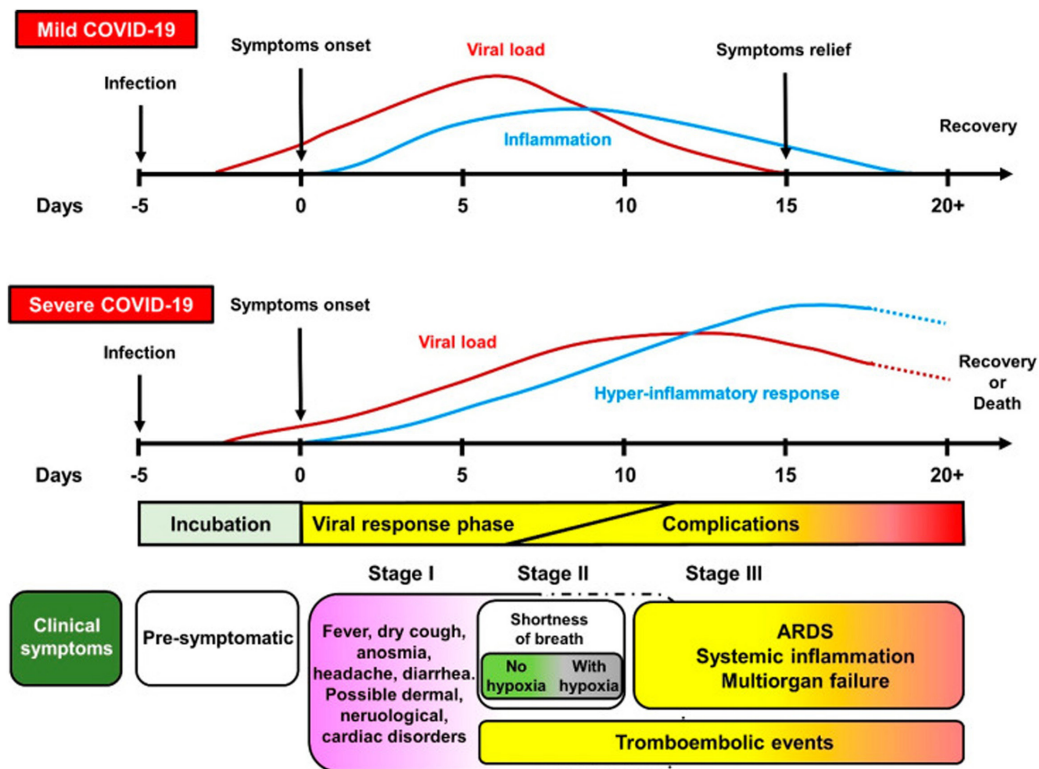 Mild COVID-19
Symptoms onset
Viral load
Symptoms relief
Infection
Inflammation
Recovery
Days
-5
0
5
10
15
20+
Severe COVID-19
Symptoms onset
Infection
Viral load
Hyper-inflammatory response
Recovery
or
Death
Days
-5
0
5
10
15
20+
Incubation
Viral response phase
Complications
Stage I
Stage II
Stage III
Clinical
symptoms
Pre-symptomatic
Fever, dry cough,
anosmia,
headache, diarrhea.
Possible dermal,
neruological,
cardiac disorders
Shortness
of breath
No
hypoxia
With
hypoxia
ARDS
Systemic inflammation
Multiorgan failure
Tromboembolic events